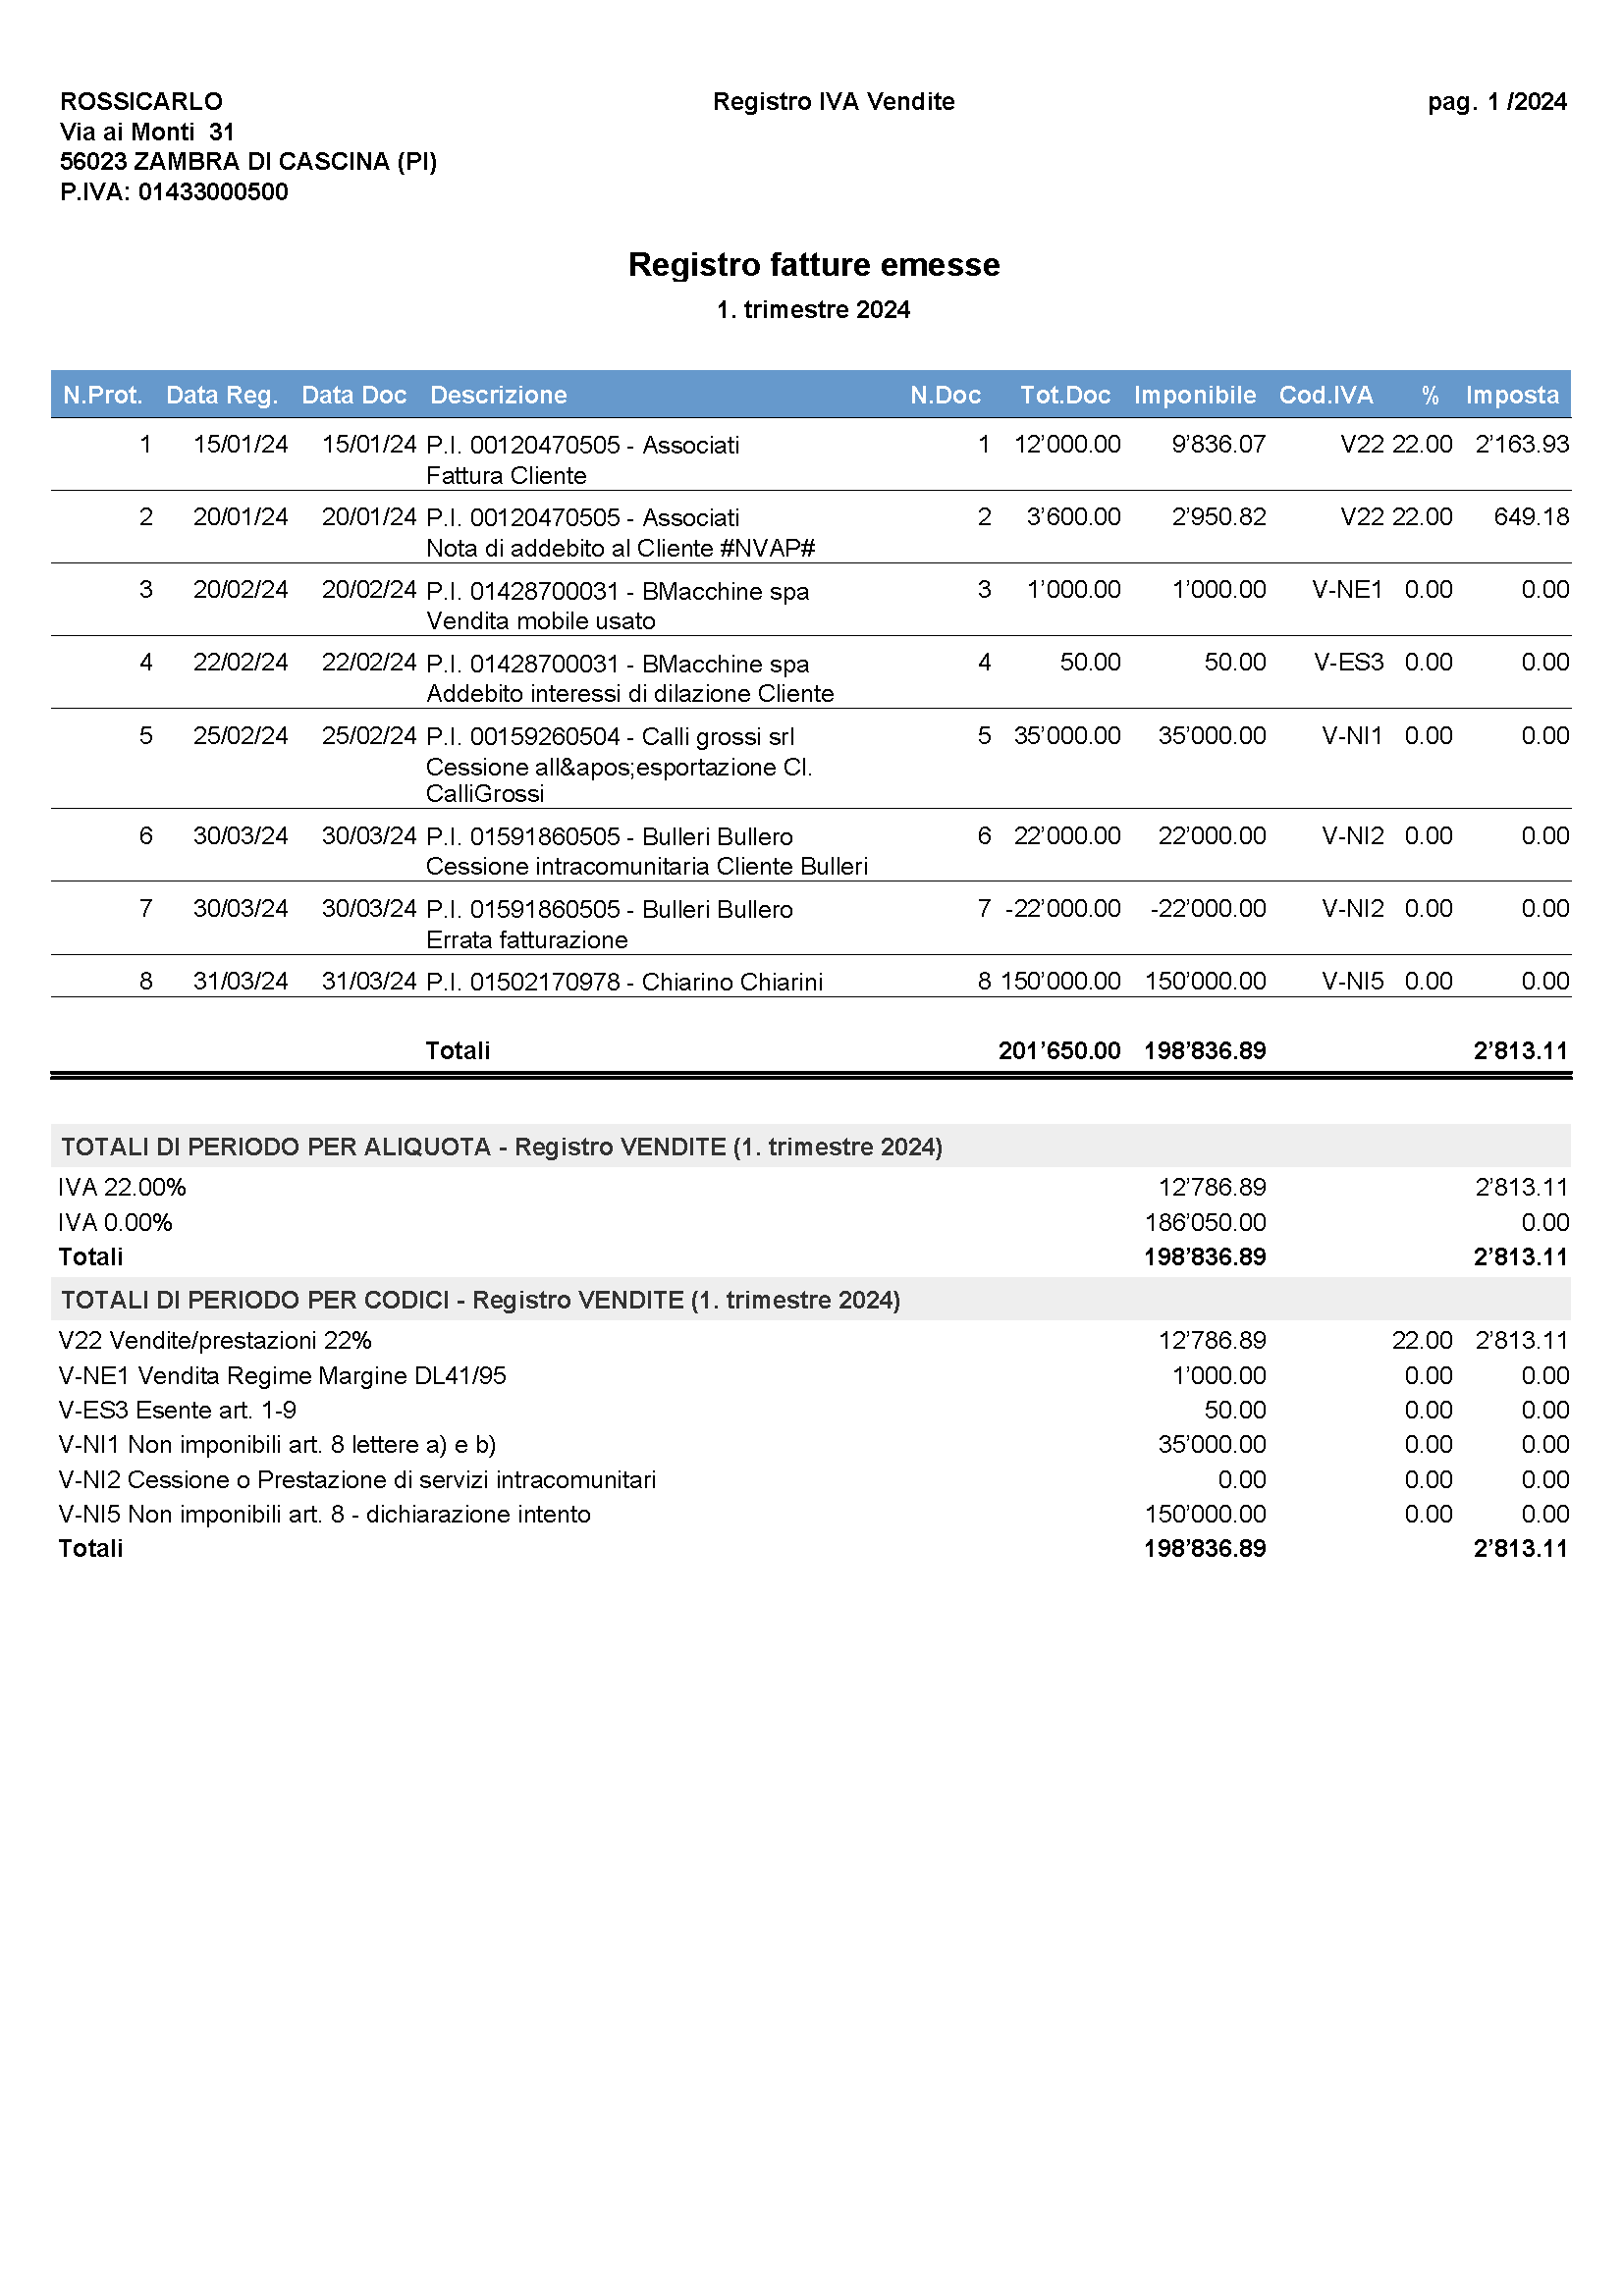 ROSSICARLO Registro IVA Vendite pag. 1 /2024
Via ai Monti  31
56023 ZAMBRA DI CASCINA (PI)
P.IVA: 01433000500
Registro fatture emesse
1. trimestre 2024
N.Prot. Data Reg. Data Doc Descrizione N.Doc Tot.Doc Imponibile Cod.IVA % Imposta
1 15/01/24 15/01/24 P.I. 00120470505 - Associati 1 12’000.00 9’836.07 V22 22.00 2’163.93
Fattura Cliente
2 20/01/24 20/01/24 P.I. 00120470505 - Associati 2 3’600.00 2’950.82 V22 22.00 649.18
Nota di addebito al Cliente #NVAP#
3 20/02/24 20/02/24 P.I. 01428700031 - BMacchine spa 3 1’000.00 1’000.00 V-NE1 0.00 0.00
Vendita mobile usato
4 22/02/24 22/02/24 P.I. 01428700031 - BMacchine spa 4 50.00 50.00 V-ES3 0.00 0.00
Addebito interessi di dilazione Cliente
5 25/02/24 25/02/24 P.I. 00159260504 - Calli grossi srl 5 35’000.00 35’000.00 V-NI1 0.00 0.00
Cessione all&apos;esportazione Cl.
CalliGrossi
6 30/03/24 30/03/24 P.I. 01591860505 - Bulleri Bullero 6 22’000.00 22’000.00 V-NI2 0.00 0.00
Cessione intracomunitaria Cliente Bulleri
7 30/03/24 30/03/24 P.I. 01591860505 - Bulleri Bullero 7 -22’000.00 -22’000.00 V-NI2 0.00 0.00
Errata fatturazione
8 31/03/24 31/03/24 P.I. 01502170978 - Chiarino Chiarini 8 150’000.00 150’000.00 V-NI5 0.00 0.00
Totali 201’650.00 198’836.89 2’813.11
TOTALI DI PERIODO PER ALIQUOTA - Registro VENDITE (1. trimestre 2024)
IVA 22.00% 12’786.89 2’813.11
IVA 0.00% 186’050.00 0.00
Totali 198’836.89 2’813.11
TOTALI DI PERIODO PER CODICI - Registro VENDITE (1. trimestre 2024)
V22 Vendite/prestazioni 22% 12’786.89 22.00 2’813.11
V-NE1 Vendita Regime Margine DL41/95 1’000.00 0.00 0.00
V-ES3 Esente art. 1-9 50.00 0.00 0.00
V-NI1 Non imponibili art. 8 lettere a) e b) 35’000.00 0.00 0.00
V-NI2 Cessione o Prestazione di servizi intracomunitari 0.00 0.00 0.00
V-NI5 Non imponibili art. 8 - dichiarazione intento 150’000.00 0.00 0.00
Totali 198’836.89 2’813.11